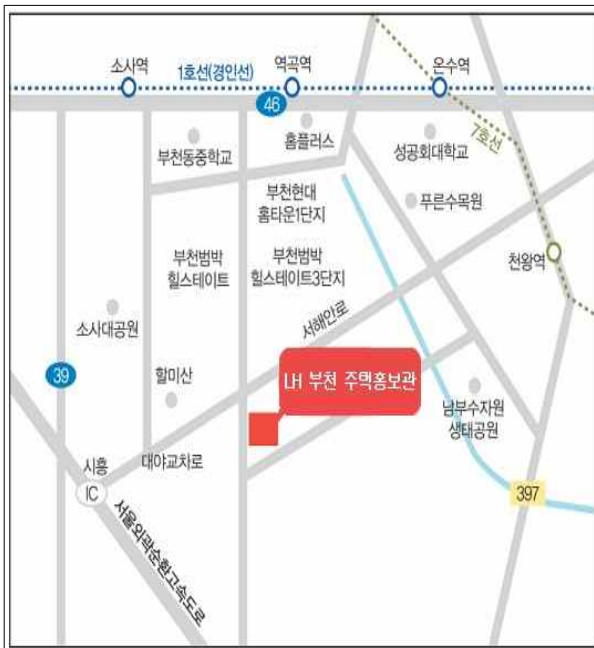 소사역
1호선(경인선)
역곡역
온수역
46
홈플러스
부천동중학교
성공회대학교
7호선
부천현대
홈타운1단지
푸른수목원
부천범박
힐스테이트
부천범박
힐스테이트3단지
천왕역
소사대공원
서해안로
39
할미산
LH 부천 주택홍보관
남부수자원
생태공원
시흥
IC
대야교차로
397
서울외곽순환고속도로